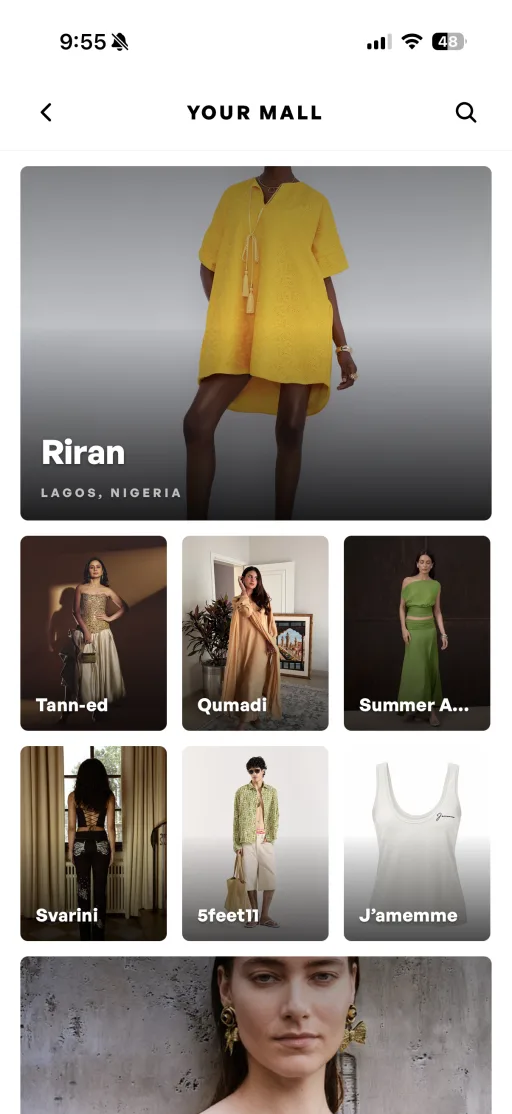 9:55
48
YOUR MALL
Riran
LAGOS, NIGERIA
Tann-ed
Qumadi
Summer A...
Svarini
5feet11
J’amemme